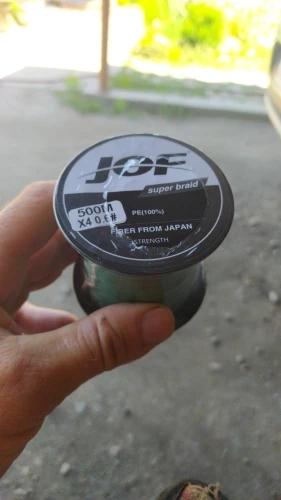 JOF
super braid
500M
X4 0.6#
PE(100%)
FIBER FROM JAPAN
STRENGTH